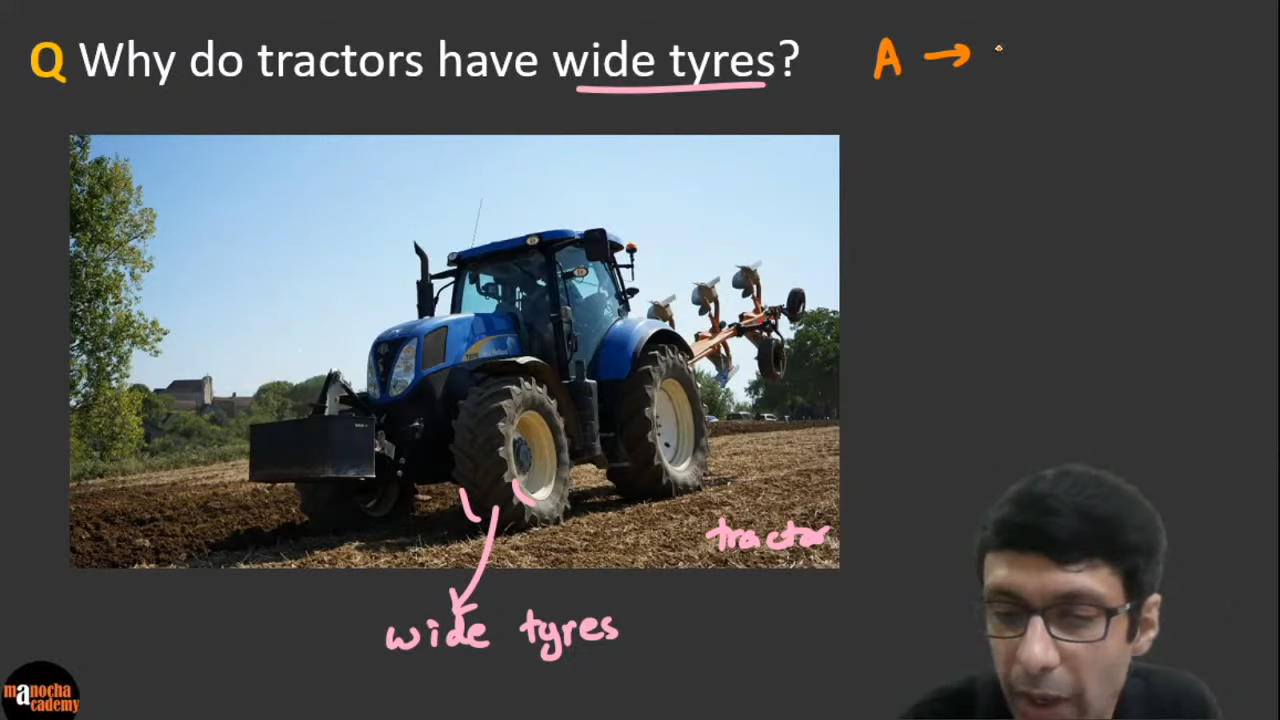 Q Why do tractors have wide tyres? A →
tractor
wide tyres
manocha
academy